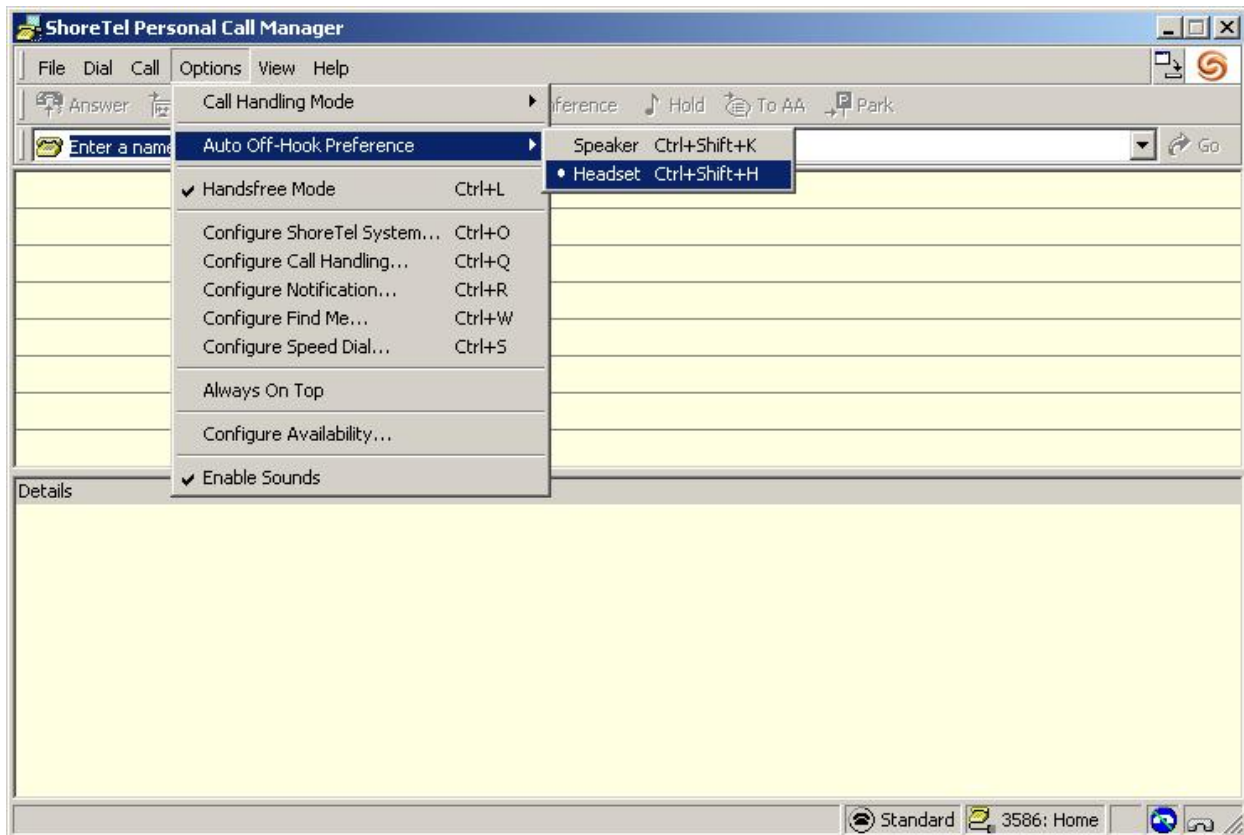 ShoreTel Personal Call Manager
File Dial Call Options View Help
Answer Hold To AA Park
Enter a name Go
Call Handling Mode
Auto Off-Hook Preference
Speaker Ctrl+Shift+K
Headset Ctrl+Shift+H
Handsfree Mode Ctrl+L
Configure ShoreTel System... Ctrl+O
Configure Call Handling... Ctrl+Q
Configure Notification... Ctrl+R
Configure Find Me... Ctrl+W
Configure Speed Dial... Ctrl+S
Always On Top
Configure Availability...
Enable Sounds
Details
Standard 3586: Home